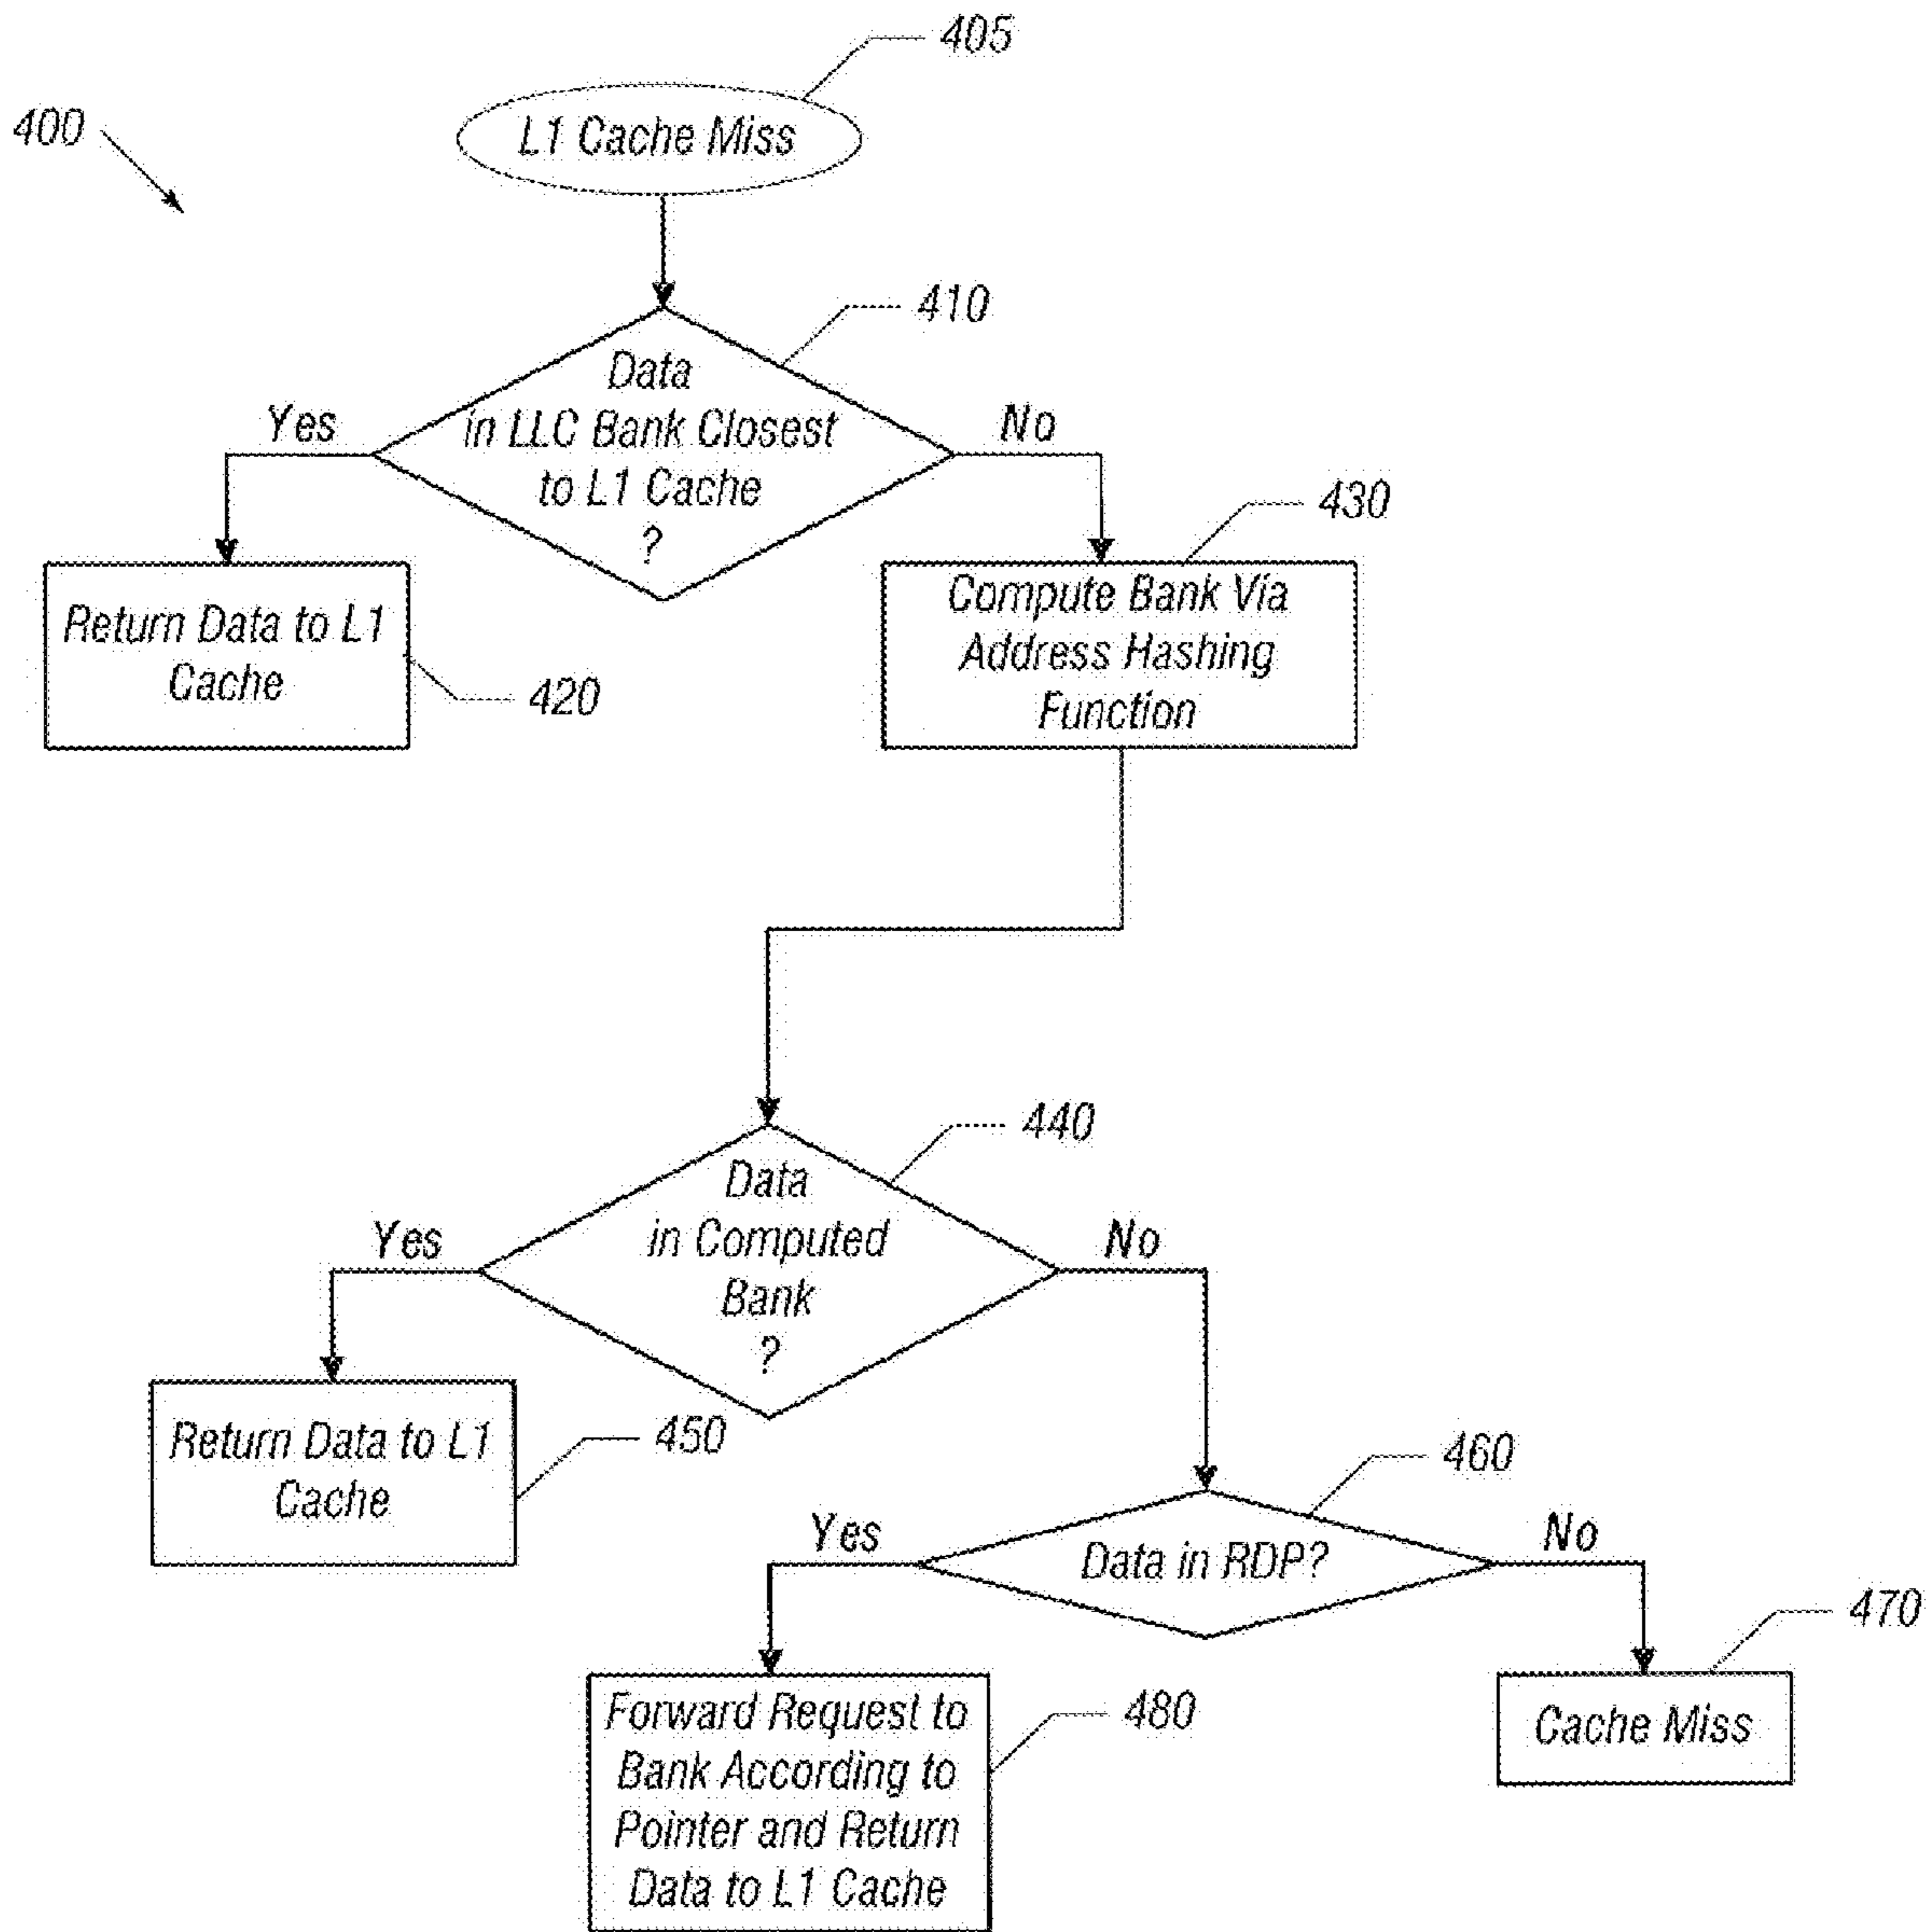 405
400
L1 Cache Miss
410
Data
in LLC Bank Closest
to L1 Cache
?
Yes
No
430
Return Data to L1
Cache
420
Compute Bank Via
Address Hashing
Function
440
Data
in Computed
Bank
?
Yes
No
Return Data to L1
Cache
450
460
Data in RDP?
Yes
No
470
Forward Request to
Bank According to
Pointer and Return
Data to L1 Cache
480
Cache Miss